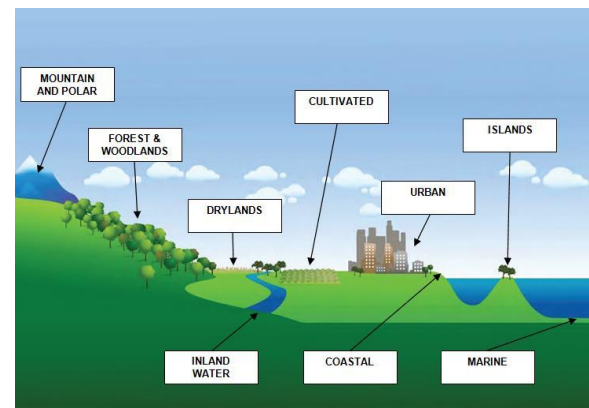 MOUNTAIN
AND POLAR
FOREST &
WOODLANDS
DRYLANDS
CULTIVATED
URBAN
ISLANDS
INLAND
WATER
COASTAL
MARINE